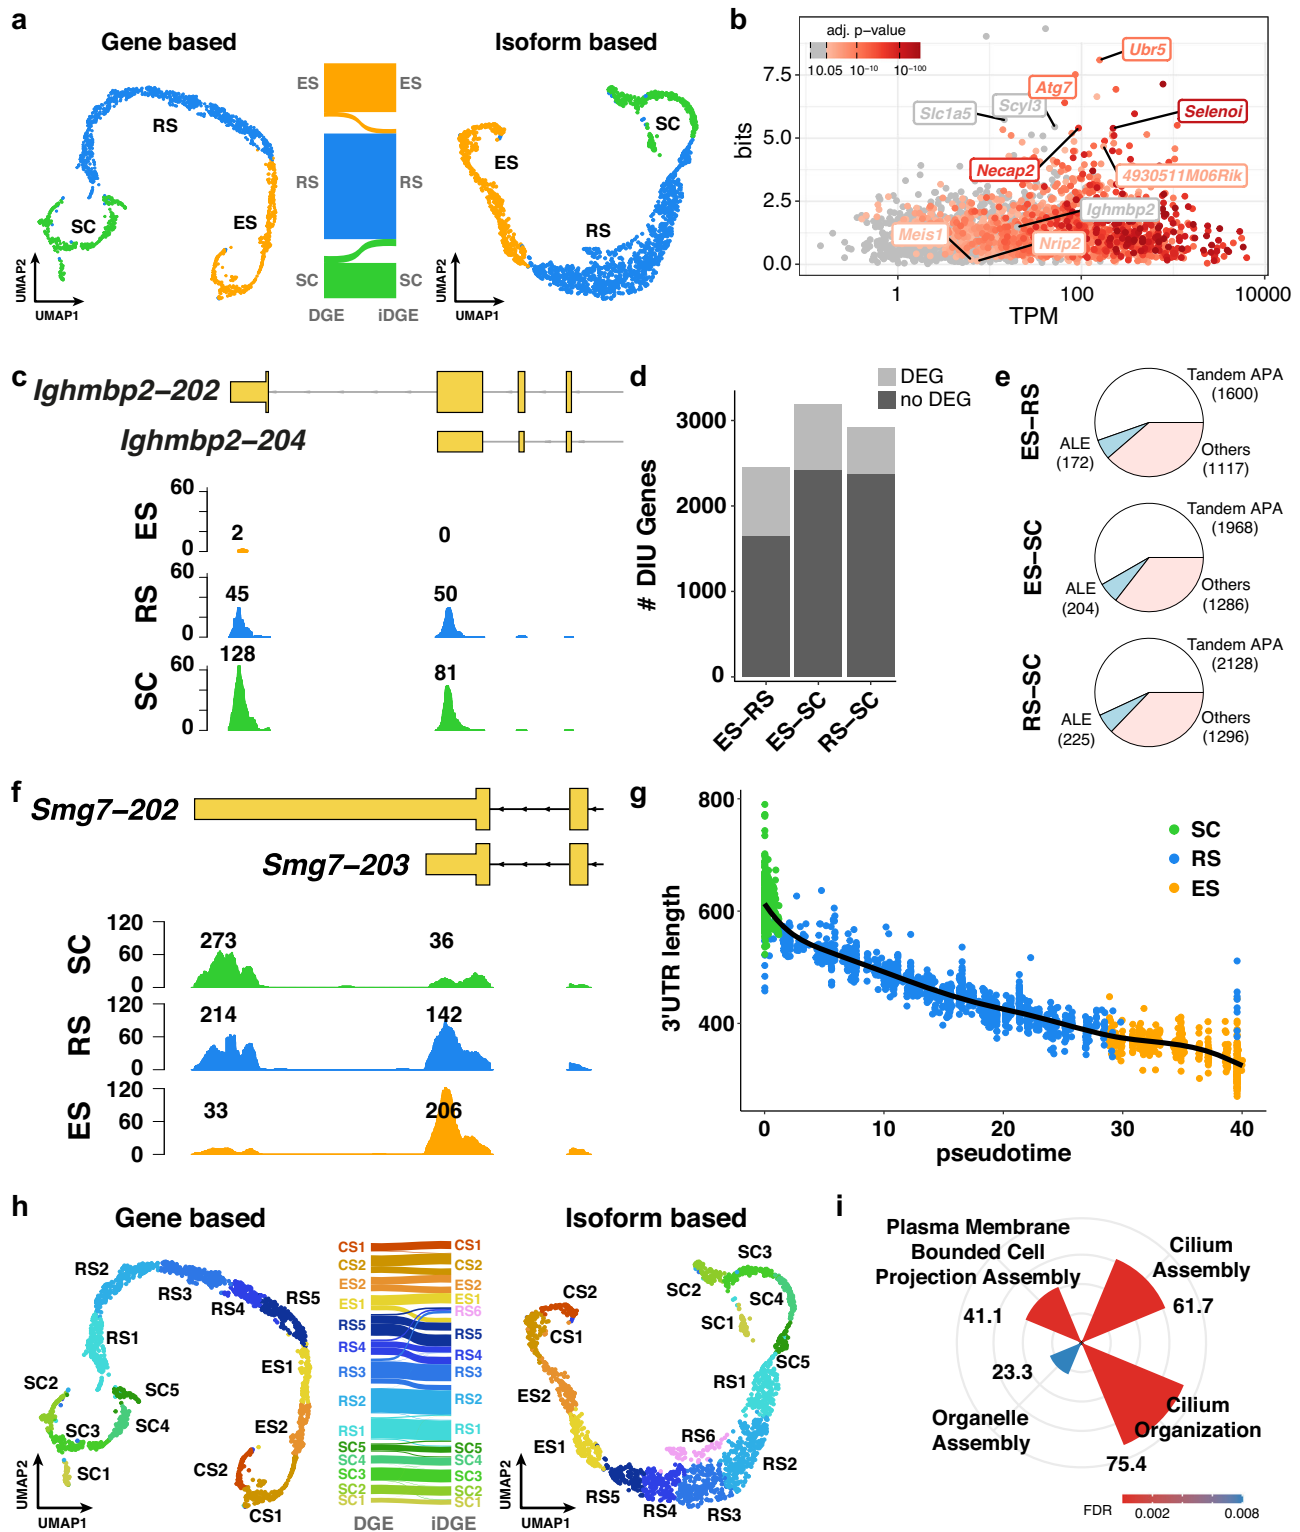 a
Gene based
Isoform based
ES
ES
RS
RS
SC
SC
DGE
iDGE
RS
SC
ES
UMAP2
UMAP1
SC
ES
RS
UMAP2
UMAP1
b
adj. p−value
1 0.05 10−10 10−100
bits
7.5
5.0
2.5
0.0
1
100
10000
TPM
Ubr5
Atg7
Slc1a5
Scyl3
Selenoi
Necap2
4930511M06Rik
Ighmbp2
Meis1
Nrip2
c
Ighmbp2−202
Ighmbp2−204
ES
60
0
2
0
RS
60
0
45
50
SC
60
0
128
81
d
DEG
no DEG
# DIU Genes
3000
2000
1000
0
ES−RS
ES−SC
RS−SC
e
ES−RS
Tandem APA
(1600)
ALE
(172)
Others
(1117)
ES−SC
Tandem APA
(1968)
ALE
(204)
Others
(1286)
RS−SC
Tandem APA
(2128)
ALE
(225)
Others
(1296)
f
Smg7−202
Smg7−203
SC
120
60
0
273
36
RS
120
60
0
214
142
ES
120
60
0
33
206
g
3'UTR length
800
600
400
0
10
20
30
40
pseudotime
SC
RS
ES
h
Gene based
Isoform based
RS2
RS3
RS4
RS5
RS1
ES1
SC2
SC5
SC3
SC4
ES2
SC1
CS2
CS1
UMAP2
UMAP1
CS1
CS2
ES2
ES1
RS5
RS4
RS3
RS2
RS1
SC5
SC4
SC3
SC2
SC1
DGE
CS1
CS2
ES2
ES1
RS6
RS5
RS4
RS3
RS2
RS1
SC5
SC4
SC3
SC2
SC1
iDGE
SC3
SC2
SC4
SC1
CS2
CS1
SC5
RS1
ES2
RS6
ES1
RS2
RS5
RS4
RS3
UMAP2
UMAP1
i
Plasma Membrane
Bounded Cell
Projection Assembly
41.1
Cilium
Assembly
61.7
23.3
Organelle
Assembly
Cilium
Organization
75.4
FDR
0.002
0.008